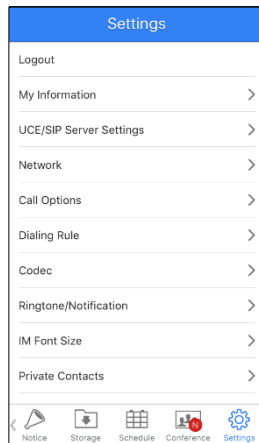 Settings
Logout
My Information
UCE/SIP Server Settings
Network
Call Options
Dialing Rule
Codec
Ringtone/Notification
IM Font Size
Private Contacts
N
Notice Storage Schedule Conference Settings